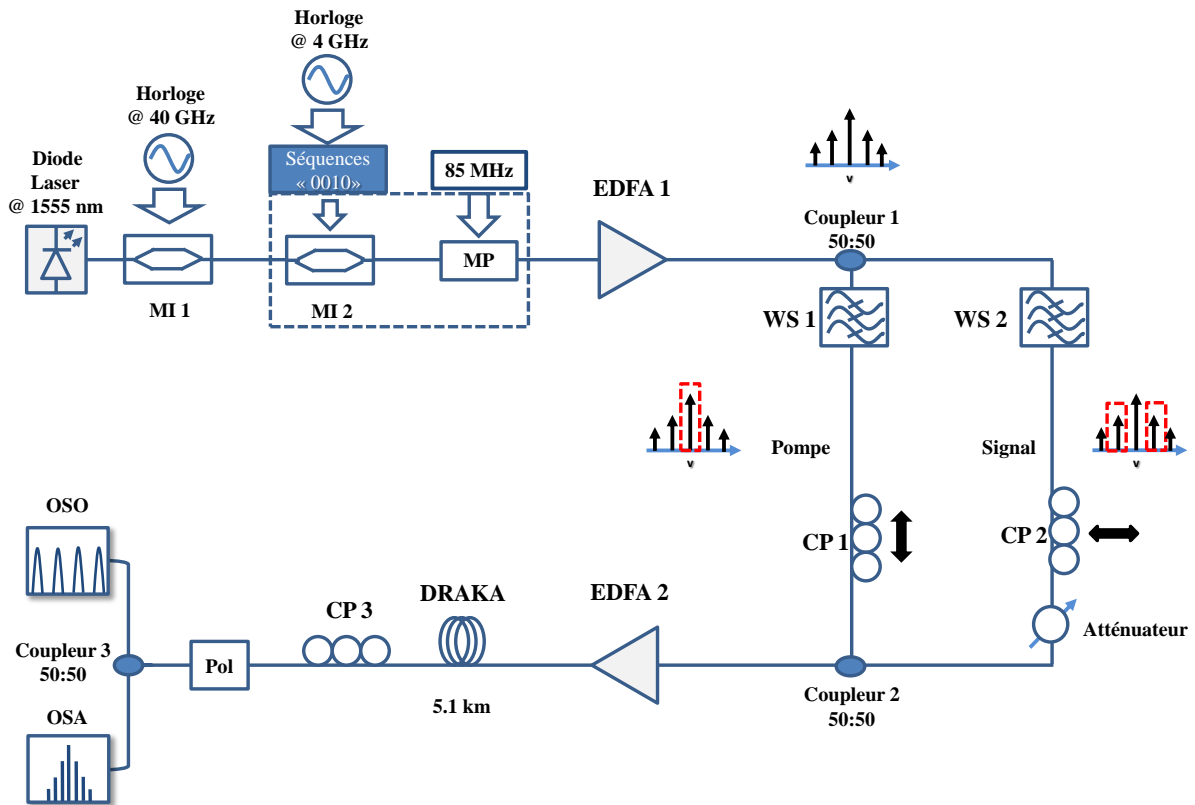 Horloge
@ 4 GHz
Horloge
@ 40 GHz
Diode
Laser
@ 1555 nm
Séquences
« 0010»
85 MHz
EDFA 1
MP
MI 1
MI 2
ν
Coupleur 1
50:50
WS 1
WS 2
ν
Pompe
Signal
ν
CP 1
CP 2
OSO
CP 3
DRAKA
EDFA 2
Atténuateur
Coupleur 3
50:50
Pol
5.1 km
Coupleur 2
50:50
OSA